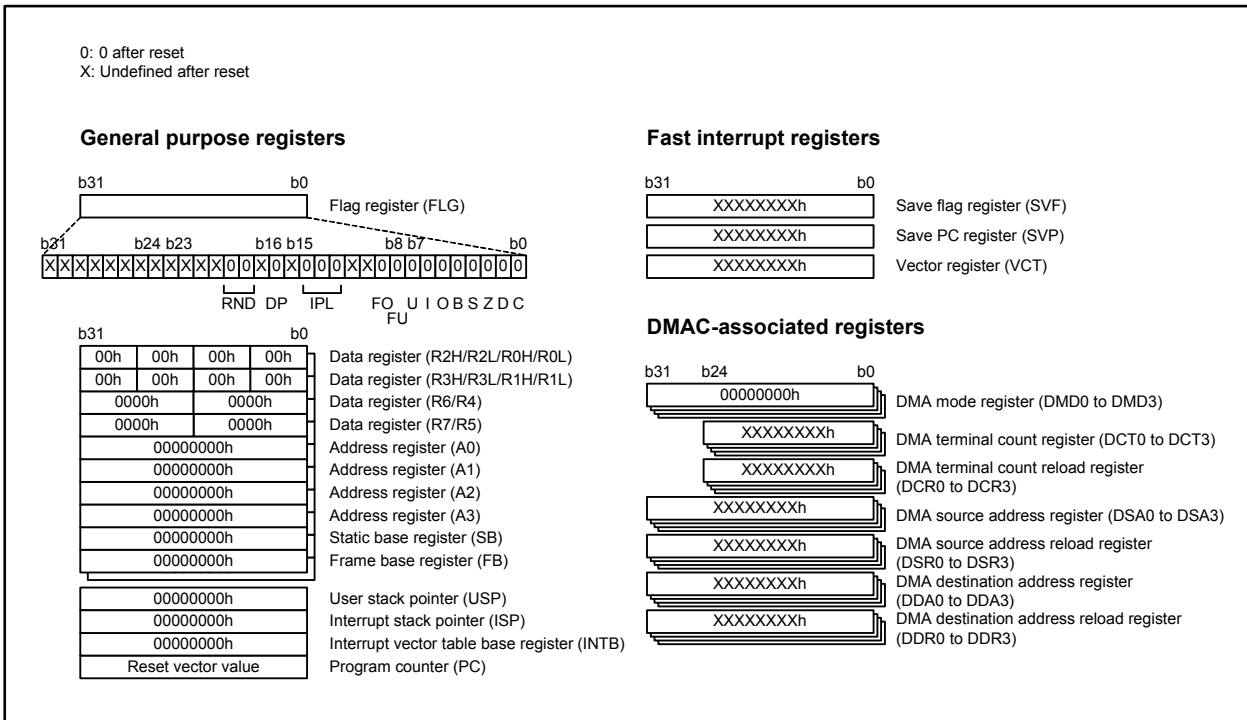 0: 0 after reset
X: Undefined after reset
General purpose registers
b31 b0
Flag register (FLG)
b31 b24 b23 b16 b15 b8 b7 b0
X X X X X X X X X X X X 0 0 X 0 X 0 0 0 X X 0 0 0 0 0 0 0 0 0 0
RND DP IPL FO U I O B S Z D C
FU
b31 b0
00h 00h 00h 00h Data register (R2H/R2L/R0H/R0L)
00h 00h 00h 00h Data register (R3H/R3L/R1H/R1L)
0000h 0000h Data register (R6/R4)
0000h 0000h Data register (R7/R5)
00000000h Address register (A0)
00000000h Address register (A1)
00000000h Address register (A2)
00000000h Address register (A3)
00000000h Static base register (SB)
00000000h Frame base register (FB)
00000000h User stack pointer (USP)
00000000h Interrupt stack pointer (ISP)
00000000h Interrupt vector table base register (INTB)
Reset vector value Program counter (PC)
Fast interrupt registers
b31 b0
XXXXXXXXh Save flag register (SVF)
XXXXXXXXh Save PC register (SVP)
XXXXXXXXh Vector register (VCT)
DMAC-associated registers
b31 b24 b0
00000000h DMA mode register (DMD0 to DMD3)
XXXXXXXXh DMA terminal count register (DCT0 to DCT3)
XXXXXXXXh DMA terminal count reload register
(DCR0 to DCR3)
XXXXXXXXh DMA source address register (DSA0 to DSA3)
XXXXXXXXh DMA source address reload register
(DSR0 to DSR3)
XXXXXXXXh DMA destination address register
(DDA0 to DDA3)
XXXXXXXXh DMA destination address reload register
(DDR0 to DDR3)